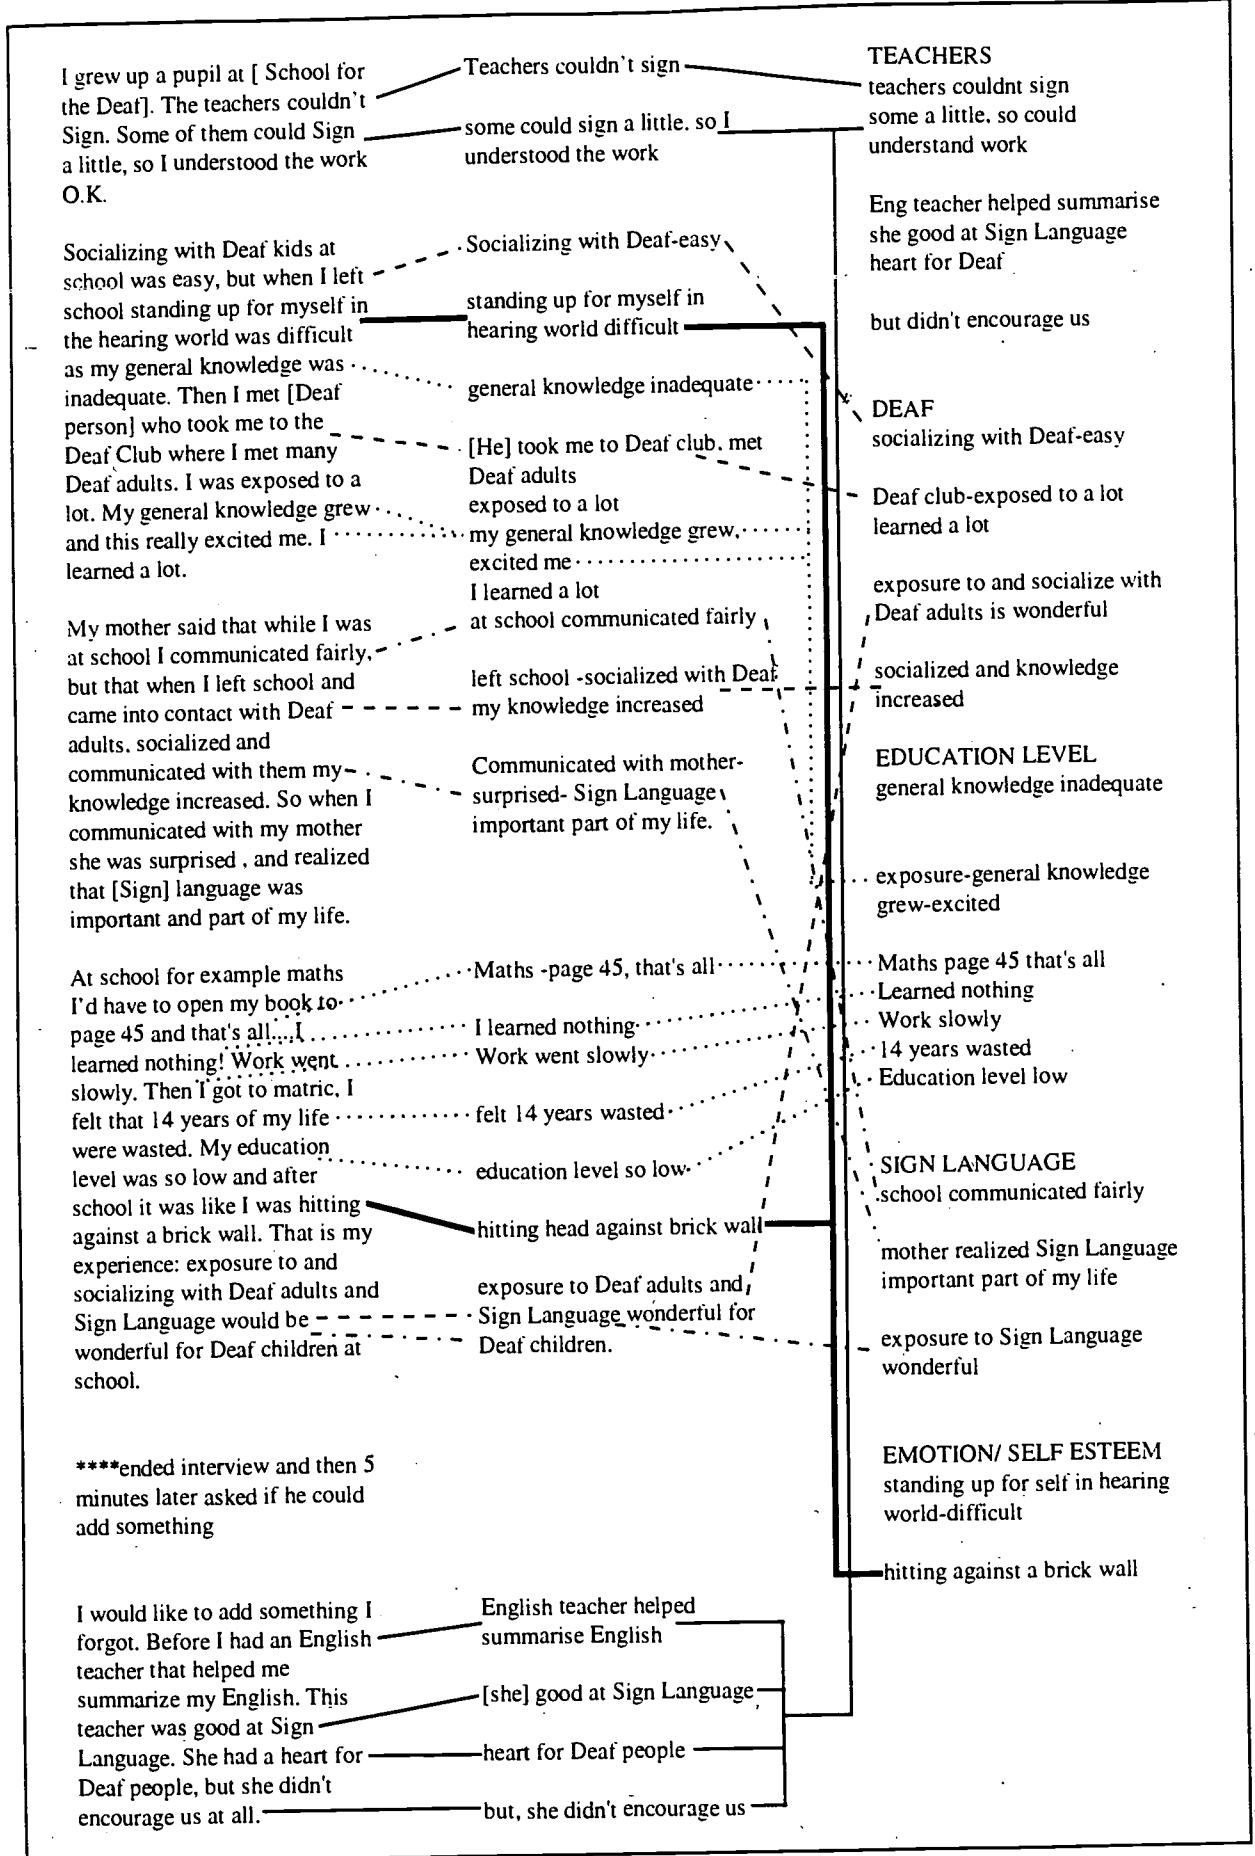 I grew up a pupil at [ School for
the Deaf]. The teachers couldn't
Sign. Some of them could Sign
a little, so I understood the work
O.K.
Socializing with Deaf kids at
school was easy, but when I left
school standing up for myself in
the hearing world was difficult
as my general knowledge was
inadequate. Then I met [Deaf
person] who took me to the
Deaf Club where I met many
Deaf adults. I was exposed to a
lot. My general knowledge grew
and this really excited me. I
learned a lot.
My mother said that while I was
at school I communicated fairly,
but that when I left school and
came into contact with Deaf
adults, socialized and
communicated with them my
knowledge increased. So when I
communicated with my mother
she was surprised , and realized
that [Sign] language was
important and part of my life.
At school for example maths
I'd have to open my book to
page 45 and that's all....I
learned nothing! Work went
slowly. Then I got to matric, I
felt that 14 years of my life
were wasted. My education
level was so low and after
school it was like I was hitting
against a brick wall. That is my
experience: exposure to and
socializing with Deaf adults and
Sign Language would be
wonderful for Deaf children at
school.
****ended interview and then 5
minutes later asked if he could
add something
I would like to add something I
forgot. Before I had an English
teacher that helped me
summarize my English. This
teacher was good at Sign
Language. She had a heart for
Deaf people, but she didn't
encourage us at all.
Teachers couldn't sign
some could sign a little. so I
understood the work
Socializing with Deaf-easy
standing up for myself in
hearing world difficult
general knowledge inadequate
[He] took me to Deaf club. met
Deaf adults
exposed to a lot
my general knowledge grew,
excited me
I learned a lot
at school communicated fairly
left school -socialized with Deaf
my knowledge increased
Communicated with mother-
surprised- Sign Language
important part of my life.
Maths -page 45, that's all
I learned nothing
Work went slowly
felt 14 years wasted
education level so low
hitting head against brick wall
exposure to Deaf adults and
Sign Language wonderful for
Deaf children.
English teacher helped
summarise English
[she] good at Sign Language
heart for Deaf people
but, she didn't encourage us
TEACHERS
teachers couldnt sign
some a little. so could
understand work
Eng teacher helped summarise
she good at Sign Language
heart for Deaf
but didn't encourage us
DEAF
socializing with Deaf-easy
Deaf club-exposed to a lot
learned a lot
exposure to and socialize with
Deaf adults is wonderful
socialized and knowledge
increased
EDUCATION LEVEL
general knowledge inadequate
exposure-general knowledge
grew-excited
Maths page 45 that's all
Learned nothing
Work slowly
14 years wasted
Education level low
SIGN LANGUAGE
school communicated fairly
mother realized Sign Language
important part of my life
exposure to Sign Language
wonderful
EMOTION/ SELF ESTEEM
standing up for self in hearing
world-difficult
hitting against a brick wall